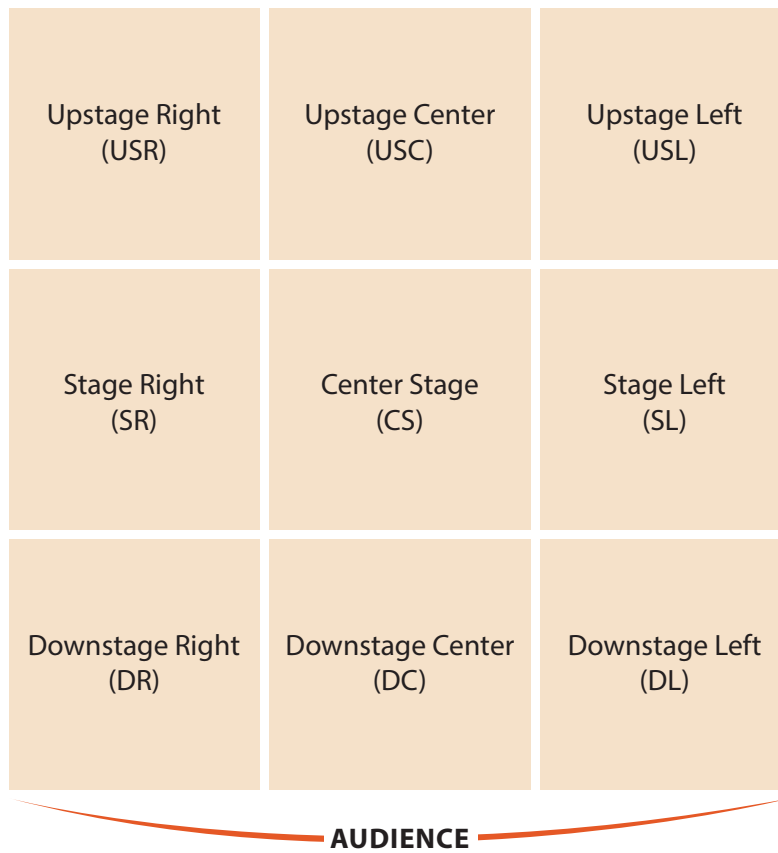 Upstage Right
(USR)
Upstage Center
(USC)
Upstage Left
(USL)
Stage Right
(SR)
Center Stage
(CS)
Stage Left
(SL)
Downstage Right
(DR)
Downstage Center
(DC)
Downstage Left
(DL)
AUDIENCE